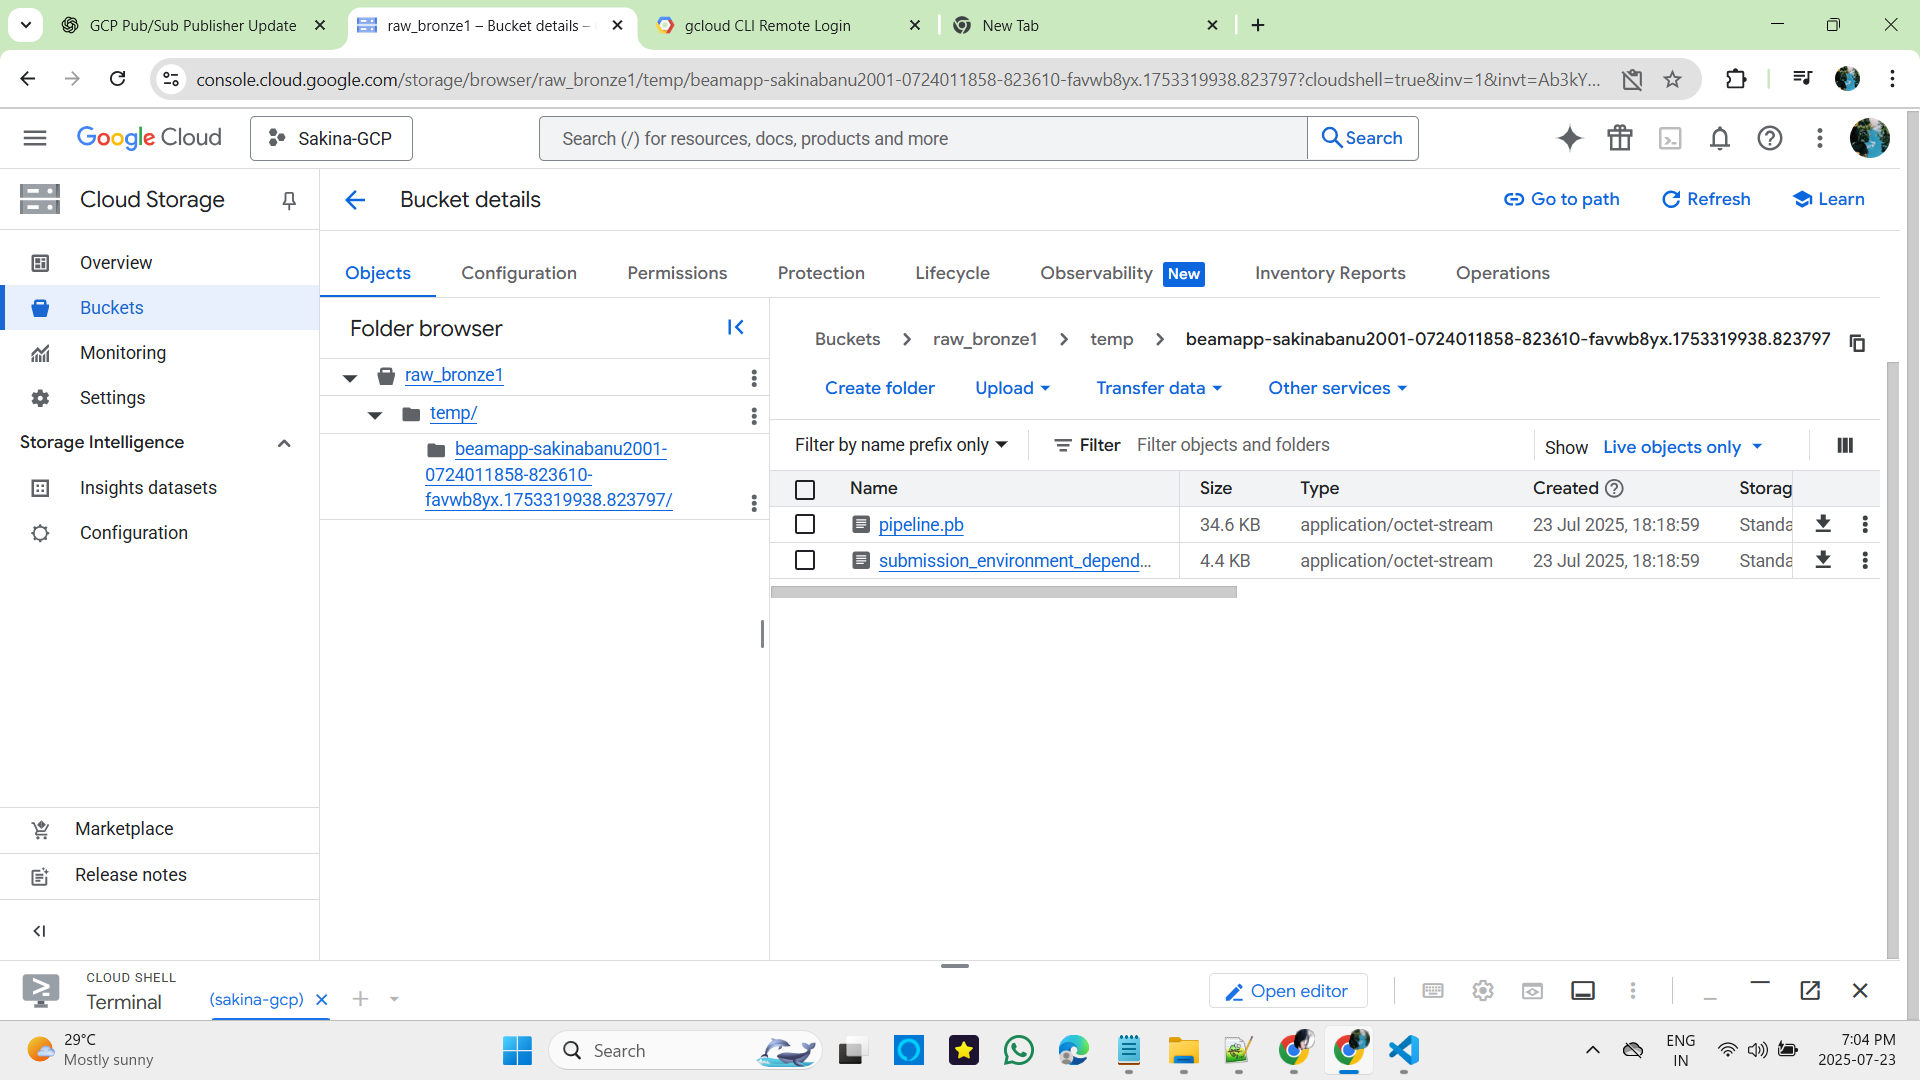 GCP Pub/Sub Publisher Update
raw_bronze1 – Bucket details –
gcloud CLI Remote Login
New Tab
console.cloud.google.com/storage/browser/raw_bronze1/temp/beamapp-sakinabanu2001-0724011858-823610-favwb8yx.1753319938.823797?cloudshell=true&inv=1&invt=Ab3kY...
Google Cloud
Sakina-GCP
Search (/) for resources, docs, products and more
Search
Cloud Storage
Bucket details
Go to path
Refresh
Learn
Overview
Buckets
Monitoring
Settings
Storage Intelligence
Insights datasets
Configuration
Marketplace
Release notes
Objects
Configuration
Permissions
Protection
Lifecycle
Observability New
Inventory Reports
Operations
Folder browser
raw_bronze1
temp/
beamapp-sakinabanu2001-
0724011858-823610-
favwb8yx.1753319938.823797/
Buckets raw_bronze1 temp beamapp-sakinabanu2001-0724011858-823610-favwb8yx.1753319938.823797
Create folder Upload Transfer data Other services
Filter by name prefix only Filter Filter objects and folders Show Live objects only
Name Size Type Created Storag
pipeline.pb 34.6 KB application/octet-stream 23 Jul 2025, 18:18:59 Standa
submission_environment_depend... 4.4 KB application/octet-stream 23 Jul 2025, 18:18:59 Standa
CLOUD SHELL
Terminal
(sakina-gcp)
Open editor
29°C
Mostly sunny
Search
ENG
IN
7:04 PM
2025-07-23